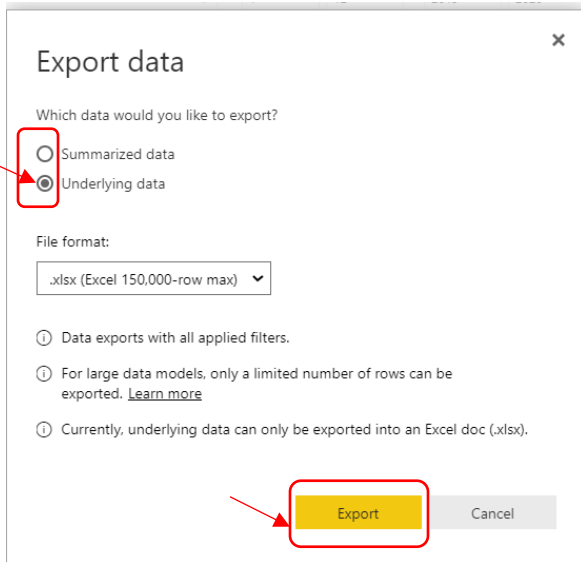 Export data
Which data would you like to export?
Summarized data
Underlying data
File format:
.xlsx (Excel 150,000-row max)
Data exports with all applied filters.
For large data models, only a limited number of rows can be
exported. Learn more
Currently, underlying data can only be exported into an Excel doc (.xlsx).
Export Cancel